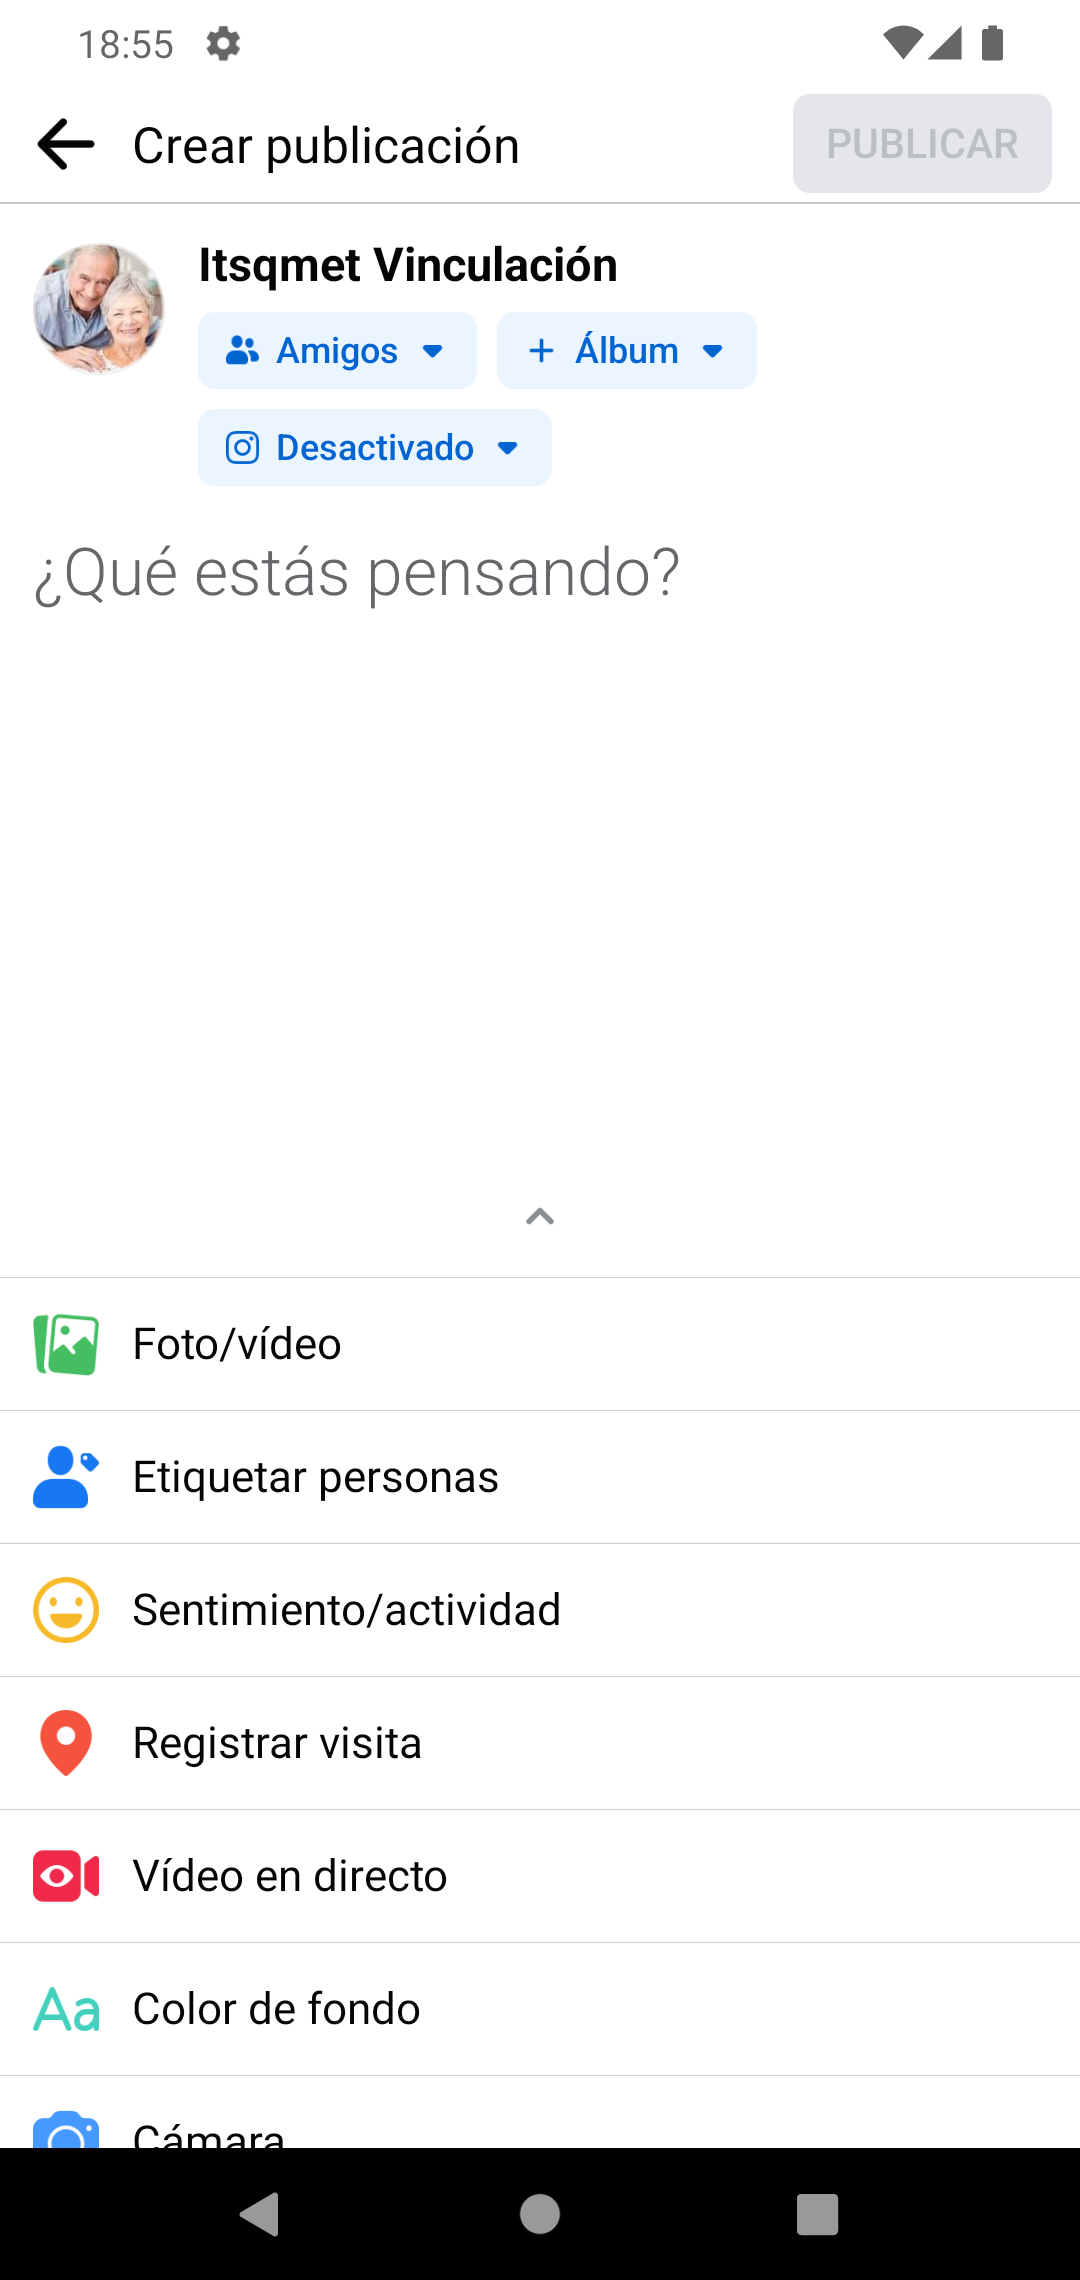 18:55
Crear publicación
PUBLICAR
Itsqmet Vinculación
Amigos
+ Álbum
Desactivado
¿Qué estás pensando?
Foto/vídeo
Etiquetar personas
Sentimiento/actividad
Registrar visita
Vídeo en directo
Aa Color de fondo
Cámara